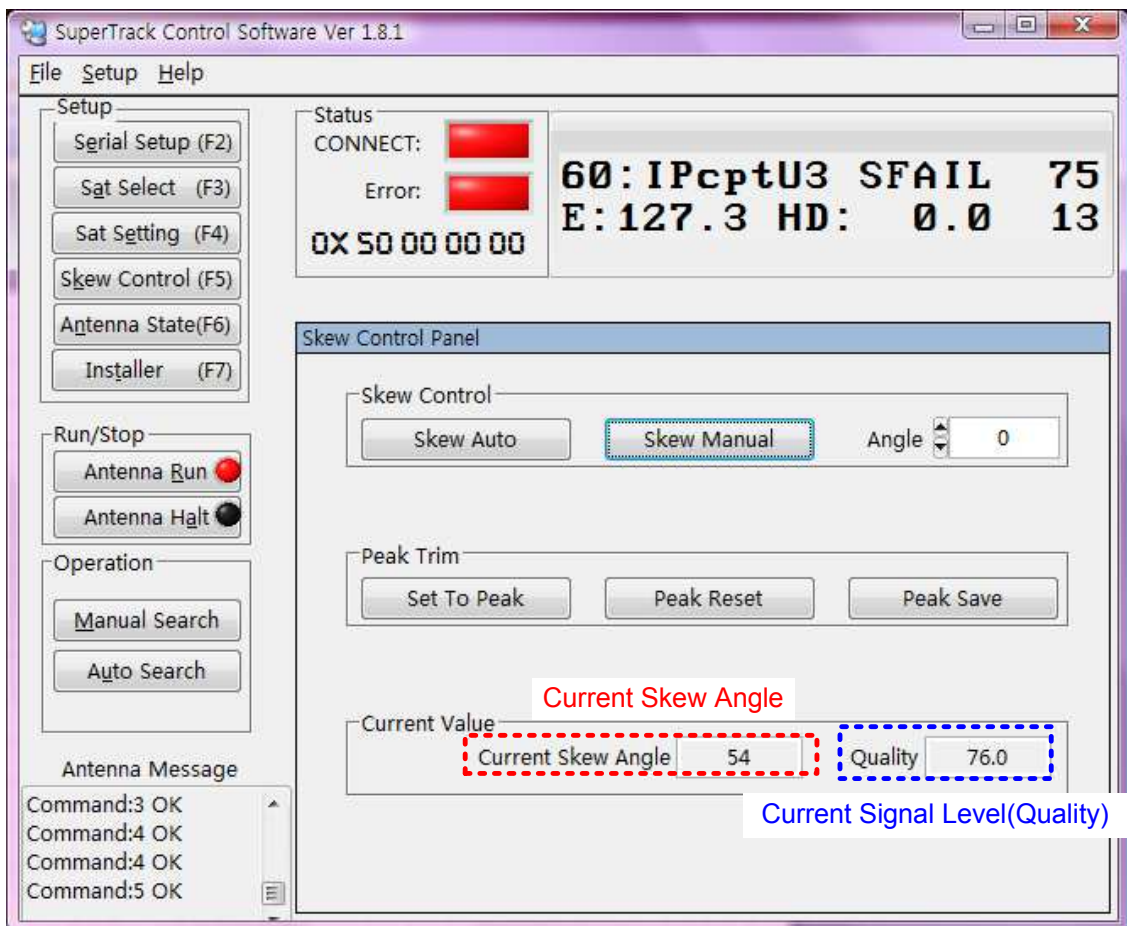 SuperTrack Control Software Ver 1.8.1
File Setup Help
Setup
Serial Setup (F2)
Sat Select (F3)
Sat Setting (F4)
Skew Control (F5)
Antenna State(F6)
Installer (F7)
Run/Stop
Antenna Run
Antenna Halt
Operation
Manual Search
Auto Search
Antenna Message
Command:3 OK
Command:4 OK
Command:4 OK
Command:5 OK
Status
CONNECT:
Error:
0X 50 00 00 00
60:IPcptU3 SFAIL 75
E:127.3 HD: 0.0 13
Skew Control Panel
Skew Control
Skew Auto
Skew Manual
Angle 0
Peak Trim
Set To Peak
Peak Reset
Peak Save
Current Skew Angle
Current Value
Current Skew Angle 54
Quality 76.0
Current Signal Level(Quality)